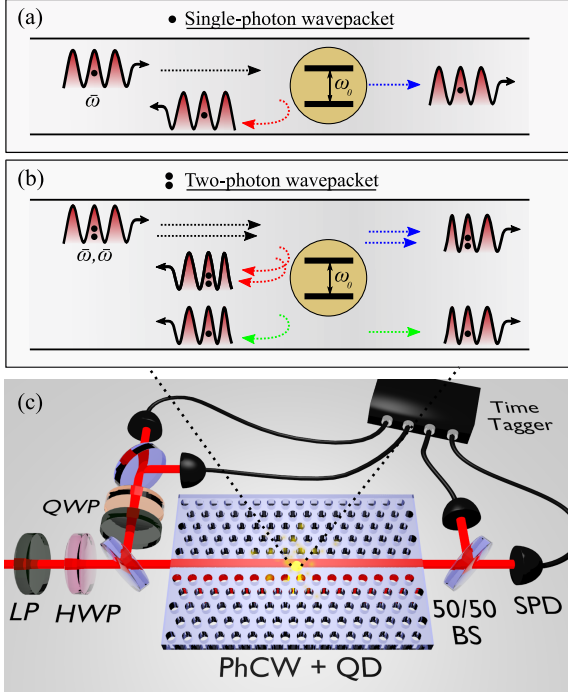 (a)
• Single-photon wavepacket
ω̄
ω₀
(b)
: Two-photon wavepacket
ω̄, ω̄
ω₀
(c)
Time
Tagger
QWP
LP
HWP
50/50
BS
SPD
PhCW + QD